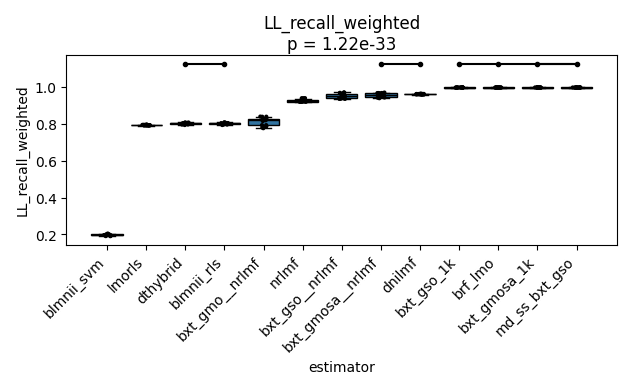 LL_recall_weighted
p = 1.22e-33
LL_recall_weighted
1.0
0.8
0.6
0.4
0.2
blmnii_svm
lmorls
dthybrid
blmnii_rls
bxt_gmo__nrlmf
nrlmf
bxt_gso__nrlmf
bxt_gmosa__nrlmf
dnilmf
bxt_gso_1k
brf_lmo
bxt_gmosa_1k
md_ss_bxt_gso
estimator